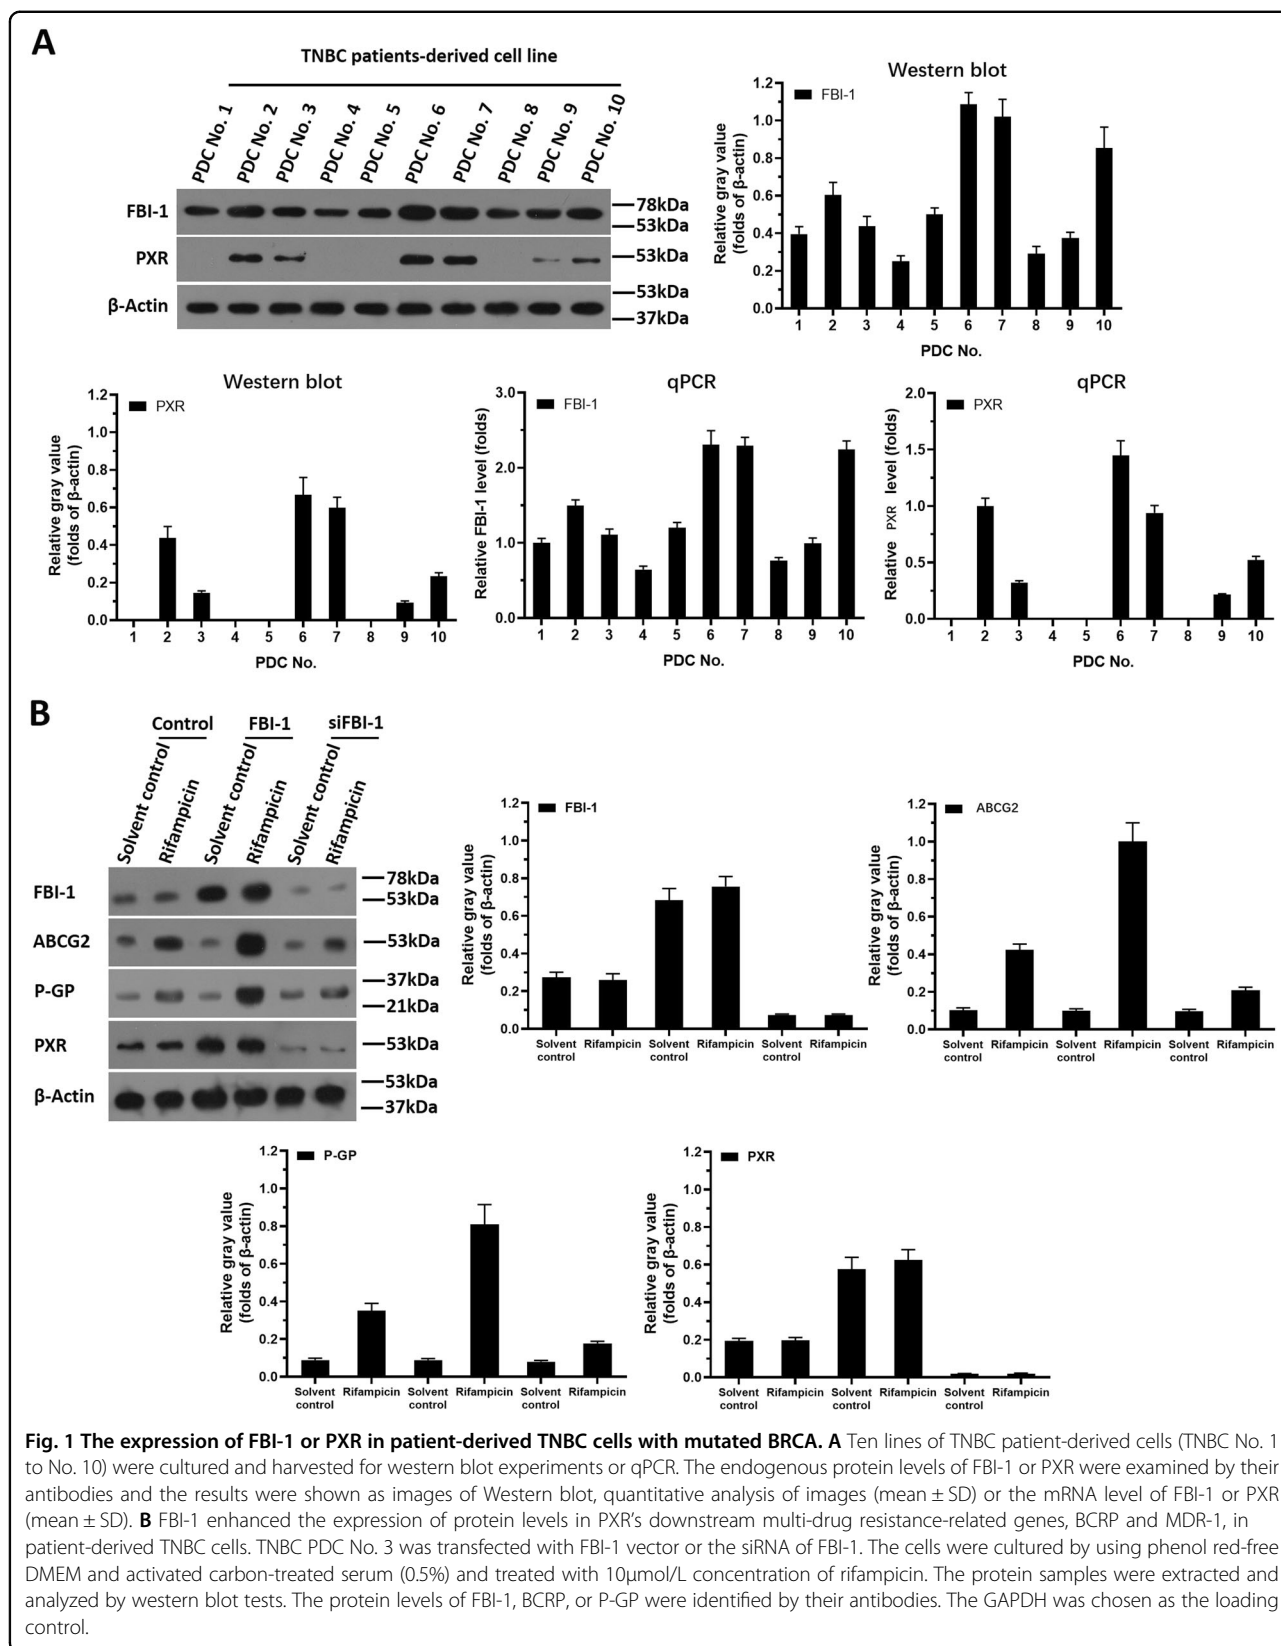 A
TNBC patients-derived cell line
PDC No. 1
PDC No. 2
PDC No. 3
PDC No. 4
PDC No. 5
PDC No. 6
PDC No. 7
PDC No. 8
PDC No. 9
PDC No. 10
FBI-1
78kDa
53kDa
PXR
53kDa
β-Actin
53kDa
37kDa
Western blot
FBI-1
Relative gray value
(folds of β-actin)
1.2
1.0
0.8
0.6
0.4
0.2
0.0
1 2 3 4 5 6 7 8 9 10
PDC No.
Western blot
PXR
Relative gray value
(folds of β-actin)
1.2
1.0
0.8
0.6
0.4
0.2
0.0
1 2 3 4 5 6 7 8 9 10
PDC No.
qPCR
FBI-1
Relative FBI-1 level (folds)
3.0
2.0
1.0
0.0
1 2 3 4 5 6 7 8 9 10
PDC No.
qPCR
PXR
Relative PXR level (folds)
2.0
1.5
1.0
0.5
0.0
1 2 3 4 5 6 7 8 9 10
PDC No.
B
Control FBI-1 siFBI-1
Solvent control
Rifampicin
Solvent control
Rifampicin
Solvent control
Rifampicin
FBI-1
78kDa
53kDa
ABCG2
53kDa
P-GP
37kDa
21kDa
PXR
53kDa
β-Actin
53kDa
37kDa
FBI-1
Relative gray value
(folds of β-actin)
1.2
1.0
0.8
0.6
0.4
0.2
0.0
Solvent control Rifampicin Solvent control Rifampicin Solvent control Rifampicin
ABCG2
Relative gray value
(folds of β-actin)
1.2
1.0
0.8
0.6
0.4
0.2
0.0
Solvent control Rifampicin Solvent control Rifampicin Solvent control Rifampicin
P-GP
Relative gray value
(folds of β-actin)
1.2
1.0
0.8
0.6
0.4
0.2
0.0
Solvent control Rifampicin Solvent control Rifampicin Solvent control Rifampicin
PXR
Relative gray value
(folds of β-actin)
1.2
1.0
0.8
0.6
0.4
0.2
0.0
Solvent control Rifampicin Solvent control Rifampicin Solvent control Rifampicin
Fig. 1 The expression of FBI-1 or PXR in patient-derived TNBC cells with mutated BRCA. A Ten lines of TNBC patient-derived cells (TNBC No. 1
to No. 10) were cultured and harvested for western blot experiments or qPCR. The endogenous protein levels of FBI-1 or PXR were examined by their
antibodies and the results were shown as images of Western blot, quantitative analysis of images (mean ± SD) or the mRNA level of FBI-1 or PXR
(mean ± SD). B FBI-1 enhanced the expression of protein levels in PXR's downstream multi-drug resistance-related genes, BCRP and MDR-1, in
patient-derived TNBC cells. TNBC PDC No. 3 was transfected with FBI-1 vector or the siRNA of FBI-1. The cells were cultured by using phenol red-free
DMEM and activated carbon-treated serum (0.5%) and treated with 10μmol/L concentration of rifampicin. The protein samples were extracted and
analyzed by western blot tests. The protein levels of FBI-1, BCRP, or P-GP were identified by their antibodies. The GAPDH was chosen as the loading
control.